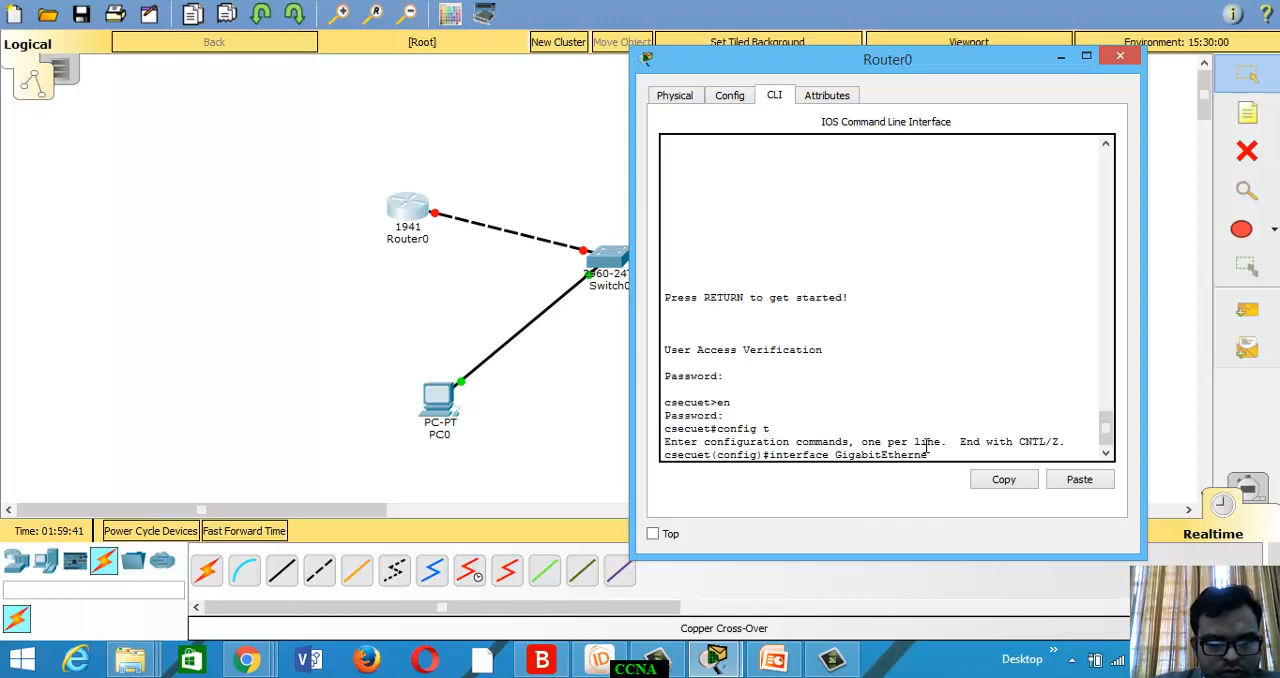 Logical
Back
[Root]
New Cluster
Move Object
Set Tiled Background
Viewport
Environment: 15:30:00
1941
Router0
2960-24T
Switch0
PC-PT
PC0
Router0
Physical
Config
CLI
Attributes
IOS Command Line Interface
Press RETURN to get started!
User Access Verification
Password:
csecuet>en
Password:
csecuet#config t
Enter configuration commands, one per line. End with CNTL/Z.
csecuet(config)#interface GigabitEtherne
Copy
Paste
Top
Time: 01:59:41
Power Cycle Devices
Fast Forward Time
Realtime
Copper Cross-Over
CCNA
Desktop